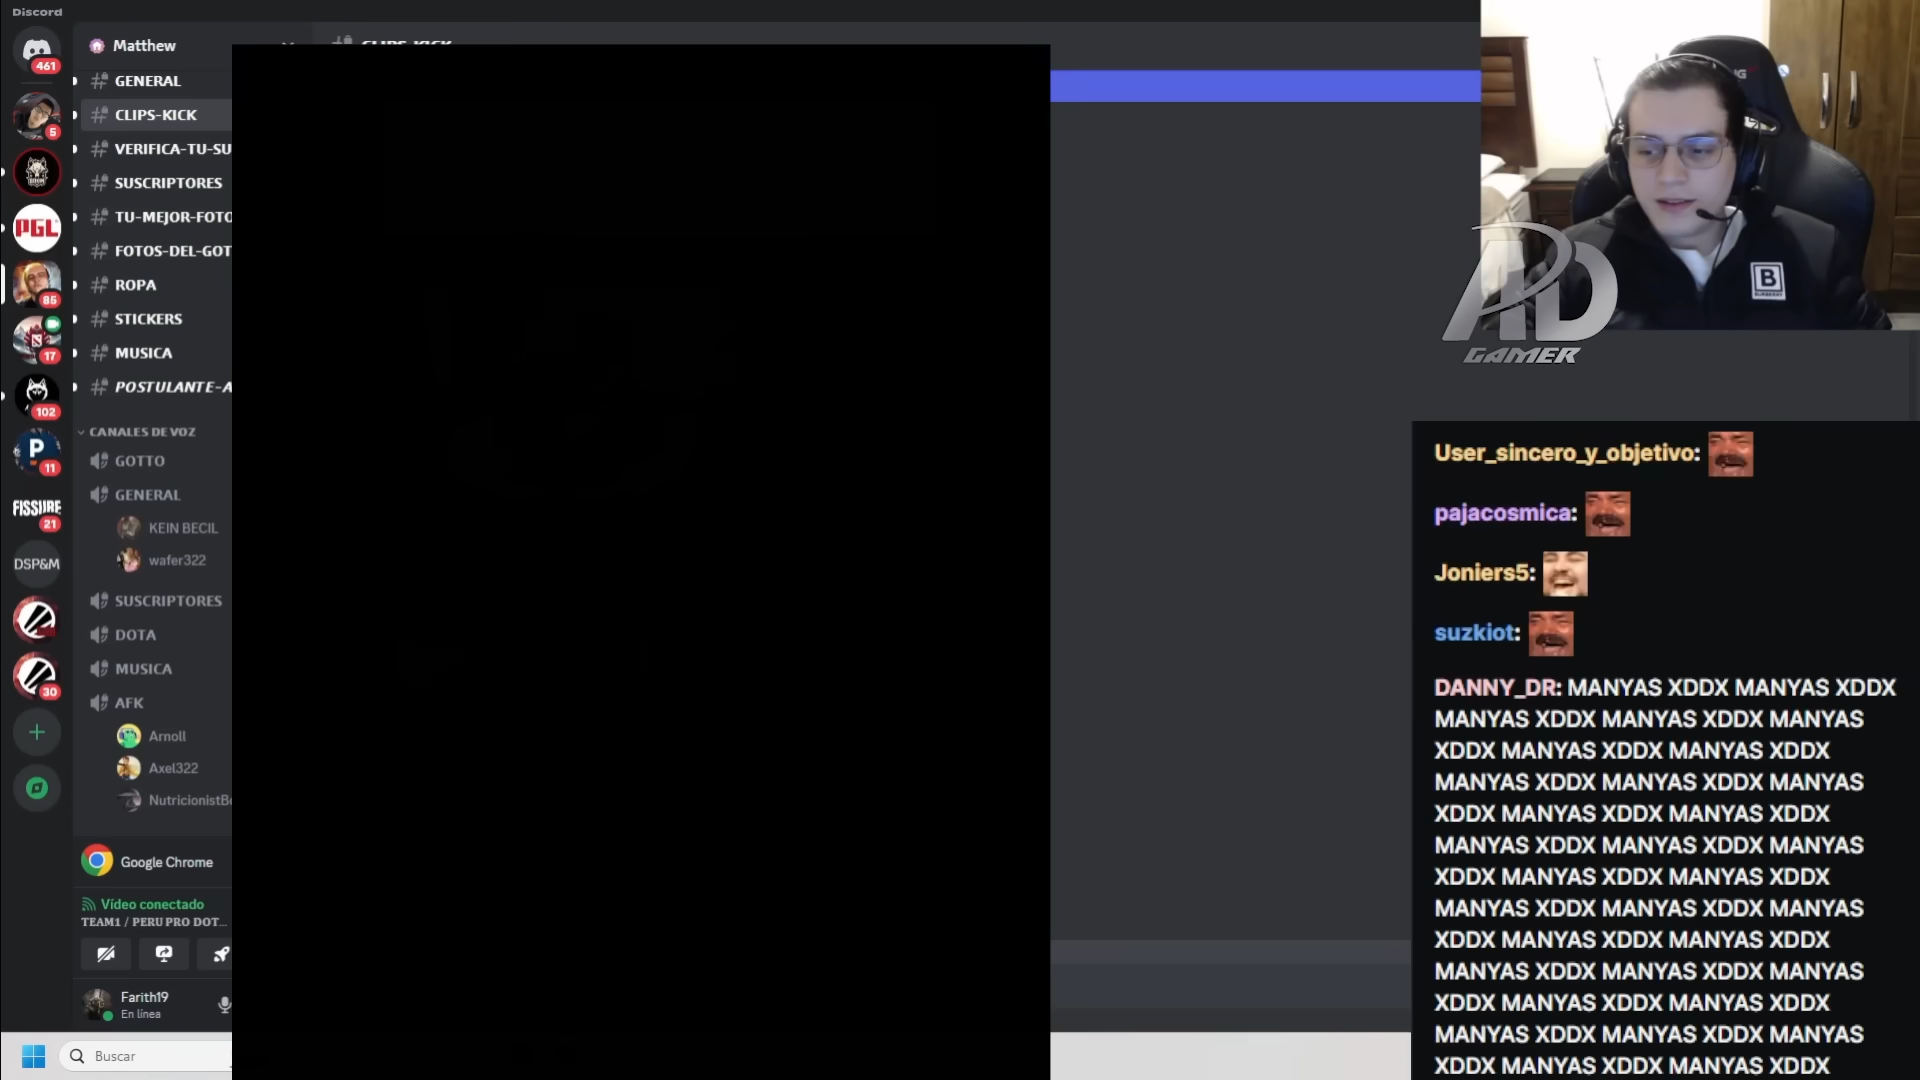 Discord
461
Matthew
CLIPS-KICK
GENERAL
CLIPS-KICK
5
VERIFICA-TU-SU
SUSCRIPTORES
TU-MEJOR-FOTO
PGL
FOTOS-DEL-GOT
ROPA
85
STICKERS
MUSICA
17
POSTULANTE-A
102
CANALES DE VOZ
P
11
GOTTO
GENERAL
FISSURE
21
KEIN BECIL
wafer322
DSP&M
SUSCRIPTORES
DOTA
MUSICA
30
AFK
Arnoll
Axel322
NutricionistBo
Google Chrome
Vídeo conectado
TEAM1 / PERU PRO DOT...
Farith19
En línea
Buscar
B
BURBERRY
AD
GAMER
User_sincero_y_objetivo:
pajacosmica:
Joniers5:
suzkiot:
DANNY_DR: MANYAS XDDX MANYAS XDDX
MANYAS XDDX MANYAS XDDX MANYAS
XDDX MANYAS XDDX MANYAS XDDX
MANYAS XDDX MANYAS XDDX MANYAS
XDDX MANYAS XDDX MANYAS XDDX
MANYAS XDDX MANYAS XDDX MANYAS
XDDX MANYAS XDDX MANYAS XDDX
MANYAS XDDX MANYAS XDDX MANYAS
XDDX MANYAS XDDX MANYAS XDDX
MANYAS XDDX MANYAS XDDX MANYAS
XDDX MANYAS XDDX MANYAS XDDX
MANYAS XDDX MANYAS XDDX MANYAS
XDDX MANYAS XDDX MANYAS XDDX